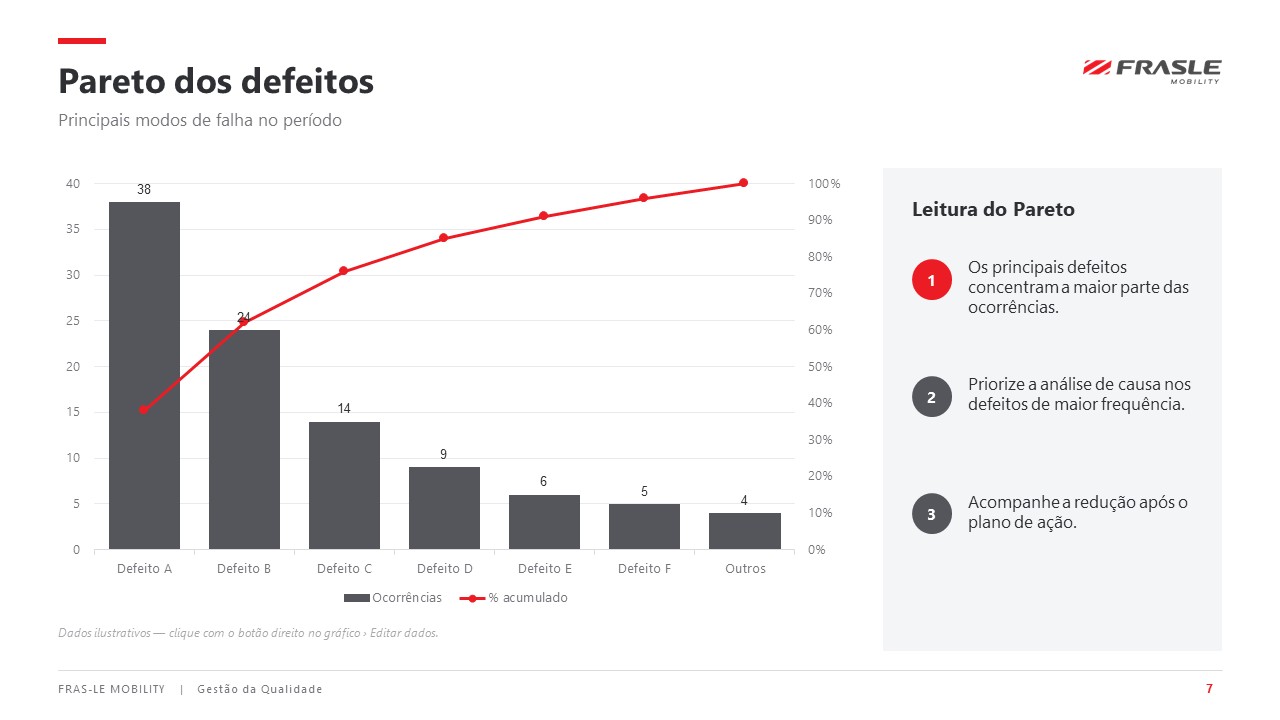 Pareto dos defeitos
Principais modos de falha no período
FRASLE
MOBILITY
40
35
30
25
20
15
10
5
0
38
24
14
9
6
5
4
100%
90%
80%
70%
60%
50%
40%
30%
20%
10%
0%
Defeito A
Defeito B
Defeito C
Defeito D
Defeito E
Defeito F
Outros
Ocorrências
% acumulado
Dados ilustrativos — clique com o botão direito no gráfico › Editar dados.
Leitura do Pareto
1
Os principais defeitos
concentram a maior parte das
ocorrências.
2
Priorize a análise de causa nos
defeitos de maior frequência.
3
Acompanhe a redução após o
plano de ação.
FRAS-LE MOBILITY | Gestão da Qualidade
7